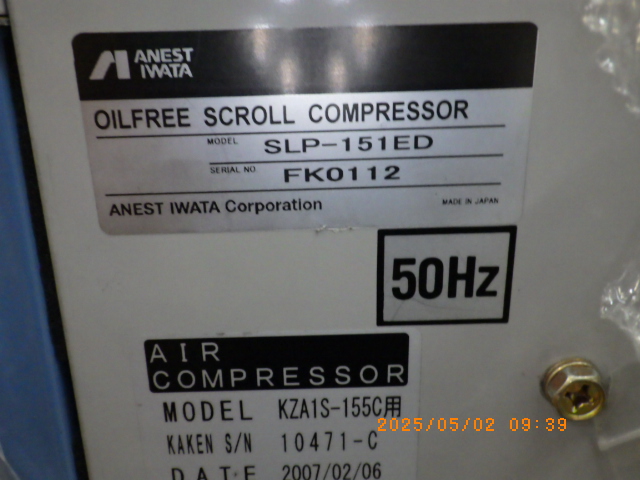 ANEST
IWATA
OILFREE SCROLL COMPRESSOR
MODEL SLP-151ED
SERIAL NO. FK0112
ANEST IWATA Corporation MADE IN JAPAN
50Hz
AIR
COMPRESSOR
MODEL KZA1S-155C用
2025/05/02 09:39
KAKEN S/N 10471-C
DATE 2007/02/06